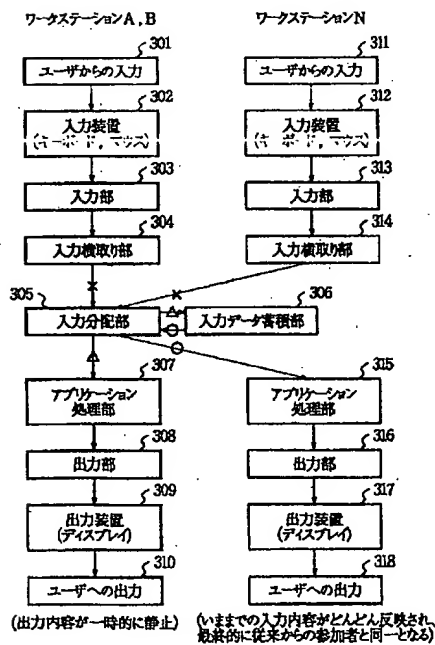 ワークステーションA,B
ワークステーションN
301
ユーザからの入力
302
入力装置
(キーボード,マウス)
303
入力部
304
入力横取り部
311
ユーザからの入力
312
入力装置
(キーボード,マウス)
313
入力部
314
入力横取り部
305
入力分配部
306
入力データ蓄積部
307
アプリケーション
処理部
308
出力部
309
出力装置
(ディスプレイ)
310
ユーザへの出力
(出力内容が一時的に静止)
315
アプリケーション
処理部
316
出力部
317
出力装置
(ディスプレイ)
318
ユーザへの出力
(いままでの入力内容がどんどん反映され、
最終的に従来からの参加者と同一となる)